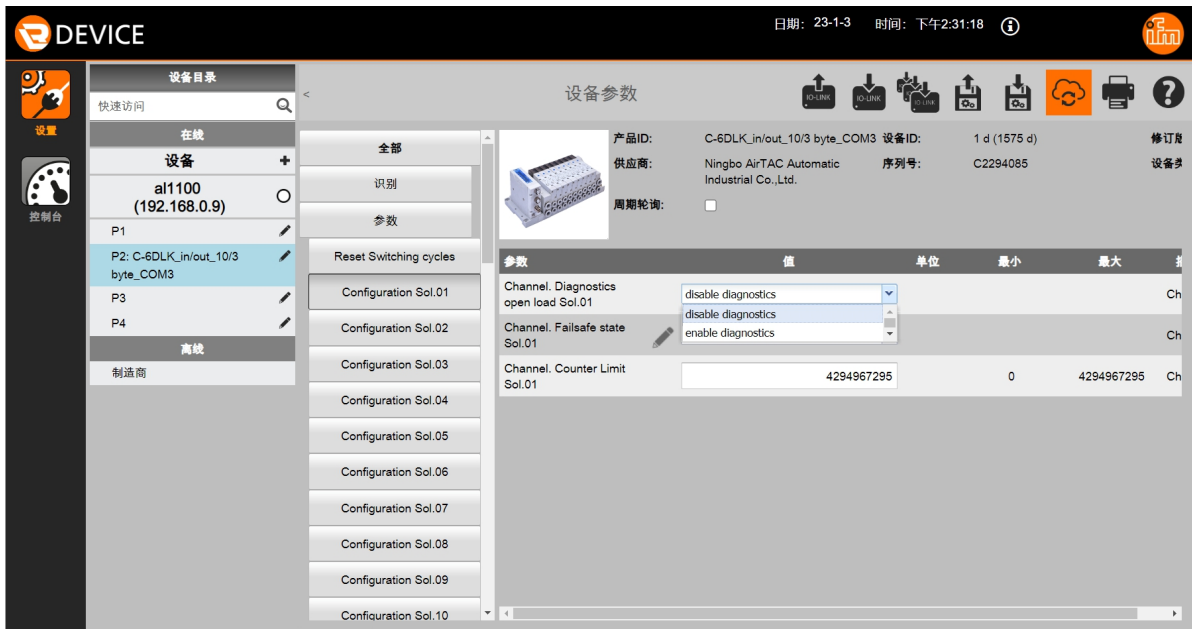 DEVICE
日期: 23-1-3 时间: 下午2:31:18
ifm
设置
控制台
设备目录
快速访问
在线
设备
al1100
(192.168.0.9)
P1
P2: C-6DLK_in/out_10/3
byte_COM3
P3
P4
离线
制造商
<
设备参数
IO-LINK
IO-LINK
IO-LINK
全部
识别
参数
Reset Switching cycles
Configuration Sol.01
Configuration Sol.02
Configuration Sol.03
Configuration Sol.04
Configuration Sol.05
Configuration Sol.06
Configuration Sol.07
Configuration Sol.08
Configuration Sol.09
Configuration Sol.10
产品ID: C-6DLK_in/out_10/3 byte_COM3 设备ID: 1 d (1575 d) 修订版
供应商: Ningbo AirTAC Automatic Industrial Co.,Ltd. 序列号: C2294085 设备类
周期轮询:
参数 值 单位 最小 最大
Channel. Diagnostics
open load Sol.01
disable diagnostics
Ch
disable diagnostics
enable diagnostics
Channel. Failsafe state
Sol.01
Ch
Channel. Counter Limit
Sol.01
4294967295 0 4294967295 Ch